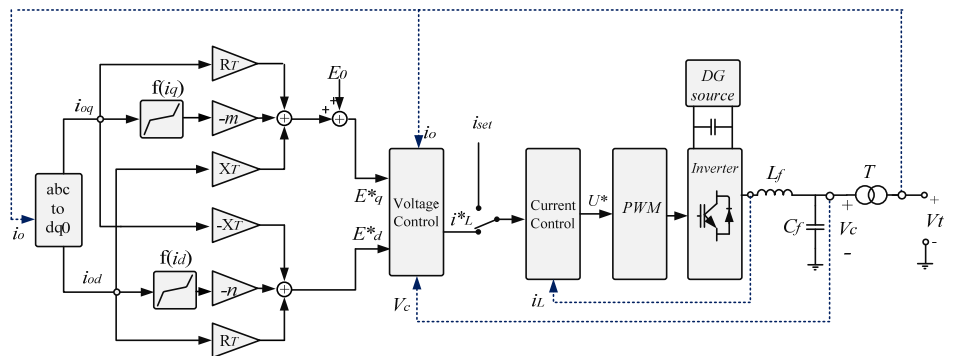 RT
f(iq)
E0
DG
source
ioq
-m
+
+
+
io
iset
XT
Inverter
Lf
T
abc
to
dq0
E*q
Voltage
Control
Current
Control
U*
PWM
+
+
io
-XT
E*d
i*L
Cf
Vc
Vt
f(id)
-
-
iod
-n
+
Vc
iL
RT